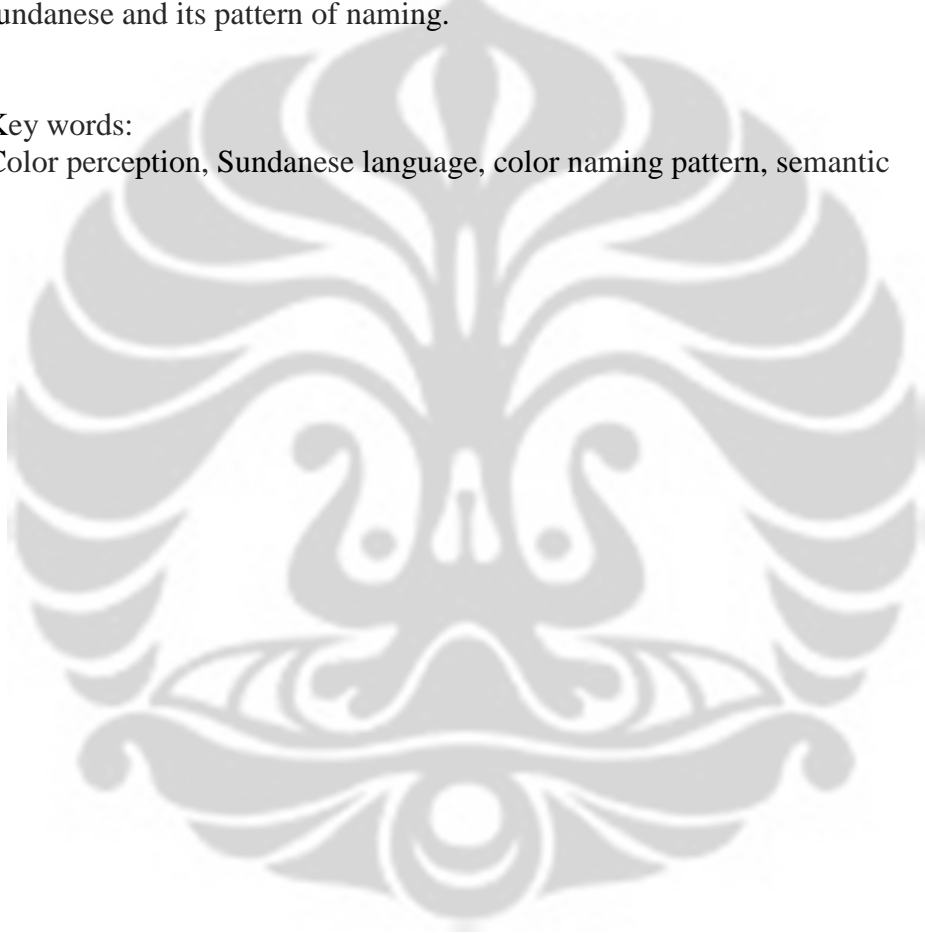 undanese and its pattern of naming.
Key words:
Color perception, Sundanese language, color naming pattern, semantic